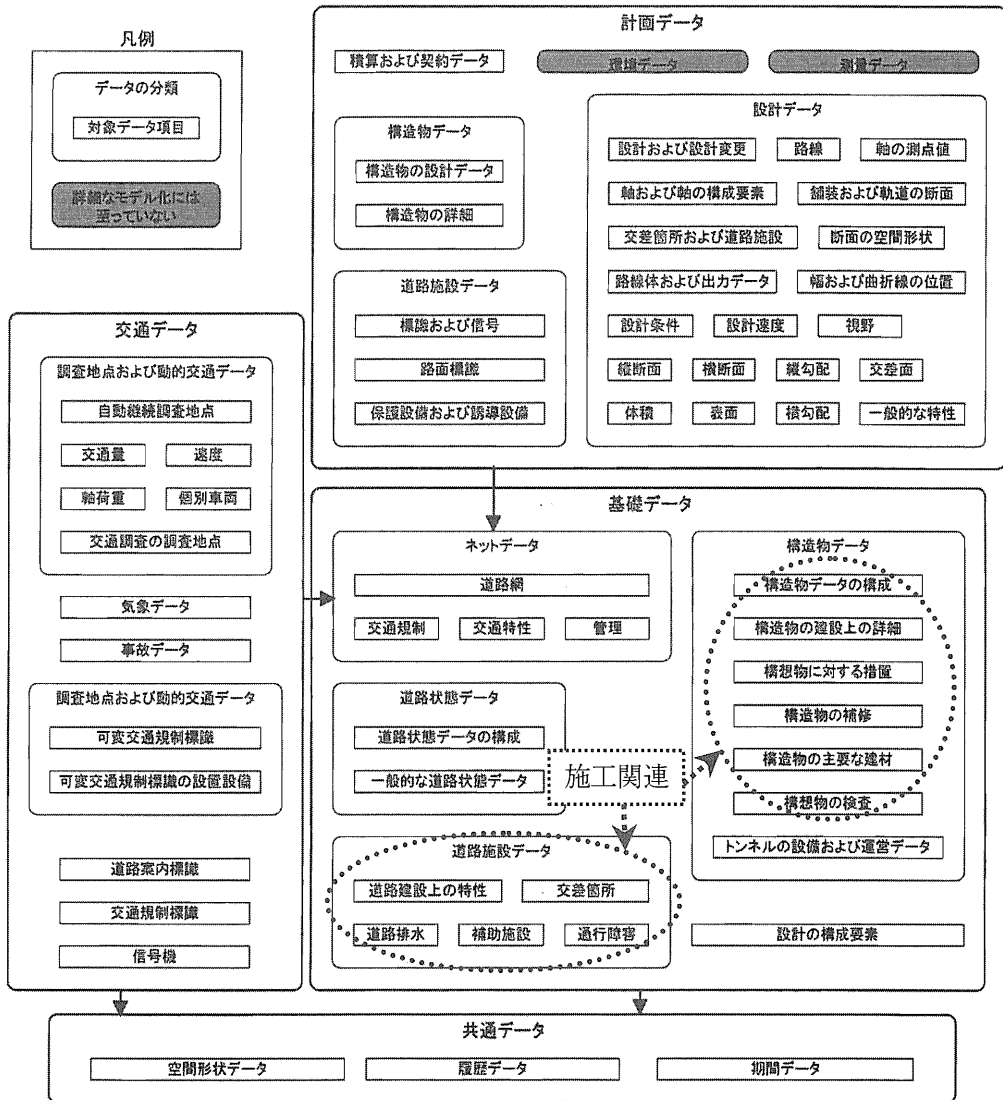 凡例
データの分類
対象データ項目
詳細なモデル化には
至っていない
計画データ
積算および契約データ
環境データ
測量データ
構造物データ
構造物の設計データ
構造物の詳細
道路施設データ
標識および信号
路面標識
保護設備および誘導設備
設計データ
設計および設計変更
路線
軸の測点値
軸および軸の構成要素
舗装および軌道の断面
交差箇所および道路施設
断面の空間形状
路線体および出力データ
幅および曲折線の位置
設計条件
設計速度
視野
縦断面
横断面
縦勾配
交差面
体積
表面
横勾配
一般的な特性
交通データ
調査地点および動的交通データ
自動継続調査地点
交通量
速度
軸荷重
個別車両
交通調査の調査地点
気象データ
事故データ
調査地点および動的交通データ
可変交通規制標識
可変交通規制標識の設置設備
道路案内標識
交通規制標識
信号機
基礎データ
ネットデータ
道路網
交通規制
交通特性
管理
道路状態データ
道路状態データの構成
一般的な道路状態データ
施工関連
道路施設データ
道路建設上の特性
交差箇所
道路排水
補助施設
通行障害
構造物データ
構造物データの構成
構造物の建設上の詳細
構想物に対する措置
構造物の補修
構造物の主要な建材
構想物の検査
トンネルの設備および運営データ
設計の構成要素
共通データ
空間形状データ
履歴データ
期間データ